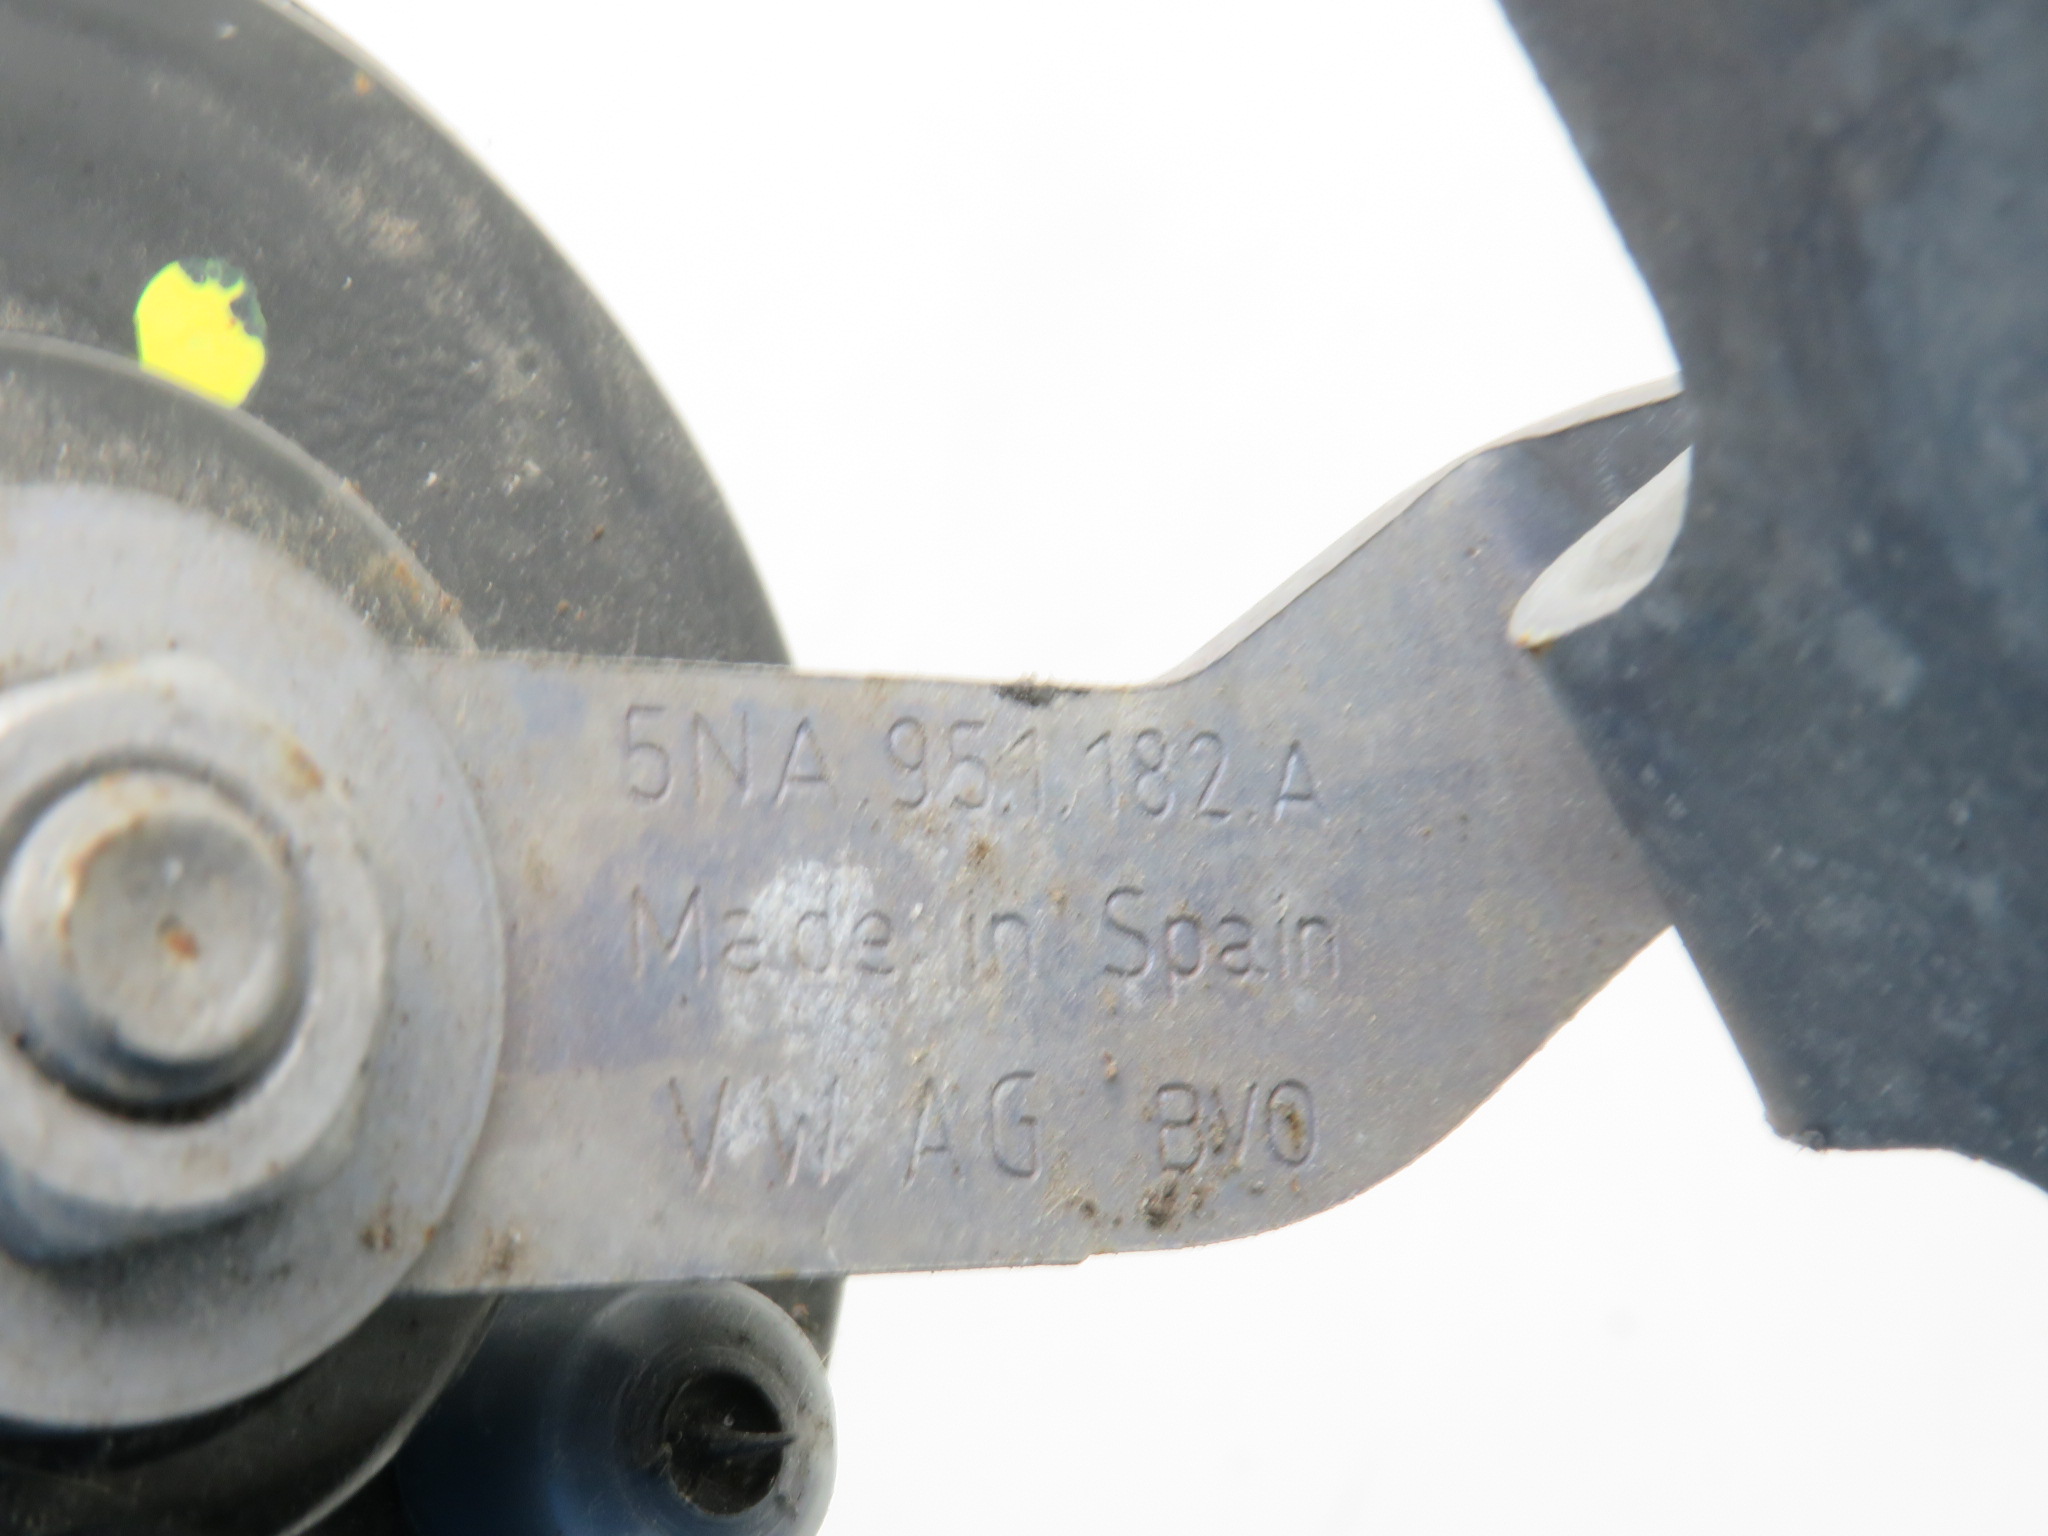 5NA.951.182.A
Made in Spain
VW AG BVO